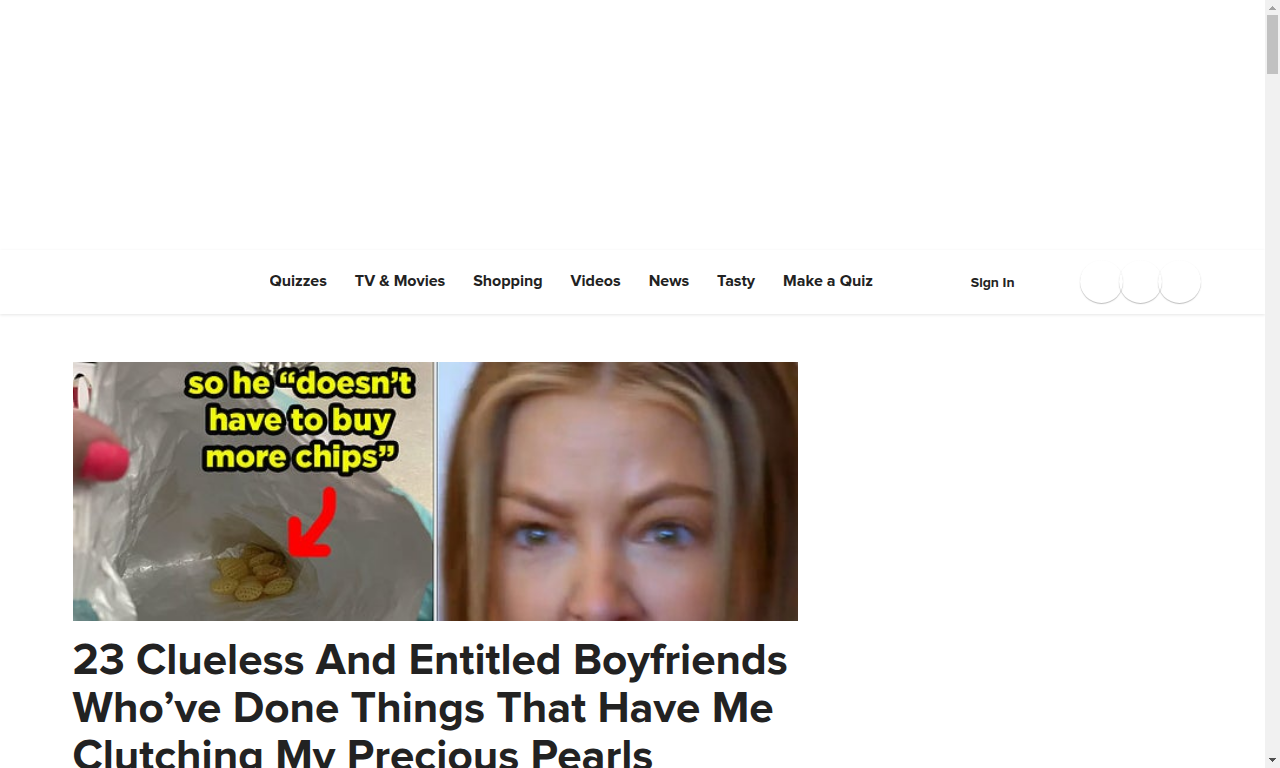 Quizzes TV & Movies Shopping Videos News Tasty Make a Quiz Sign In
so he “doesn’t
have to buy
more chips”
23 Clueless And Entitled Boyfriends
Who’ve Done Things That Have Me
Clutching My Precious Pearls